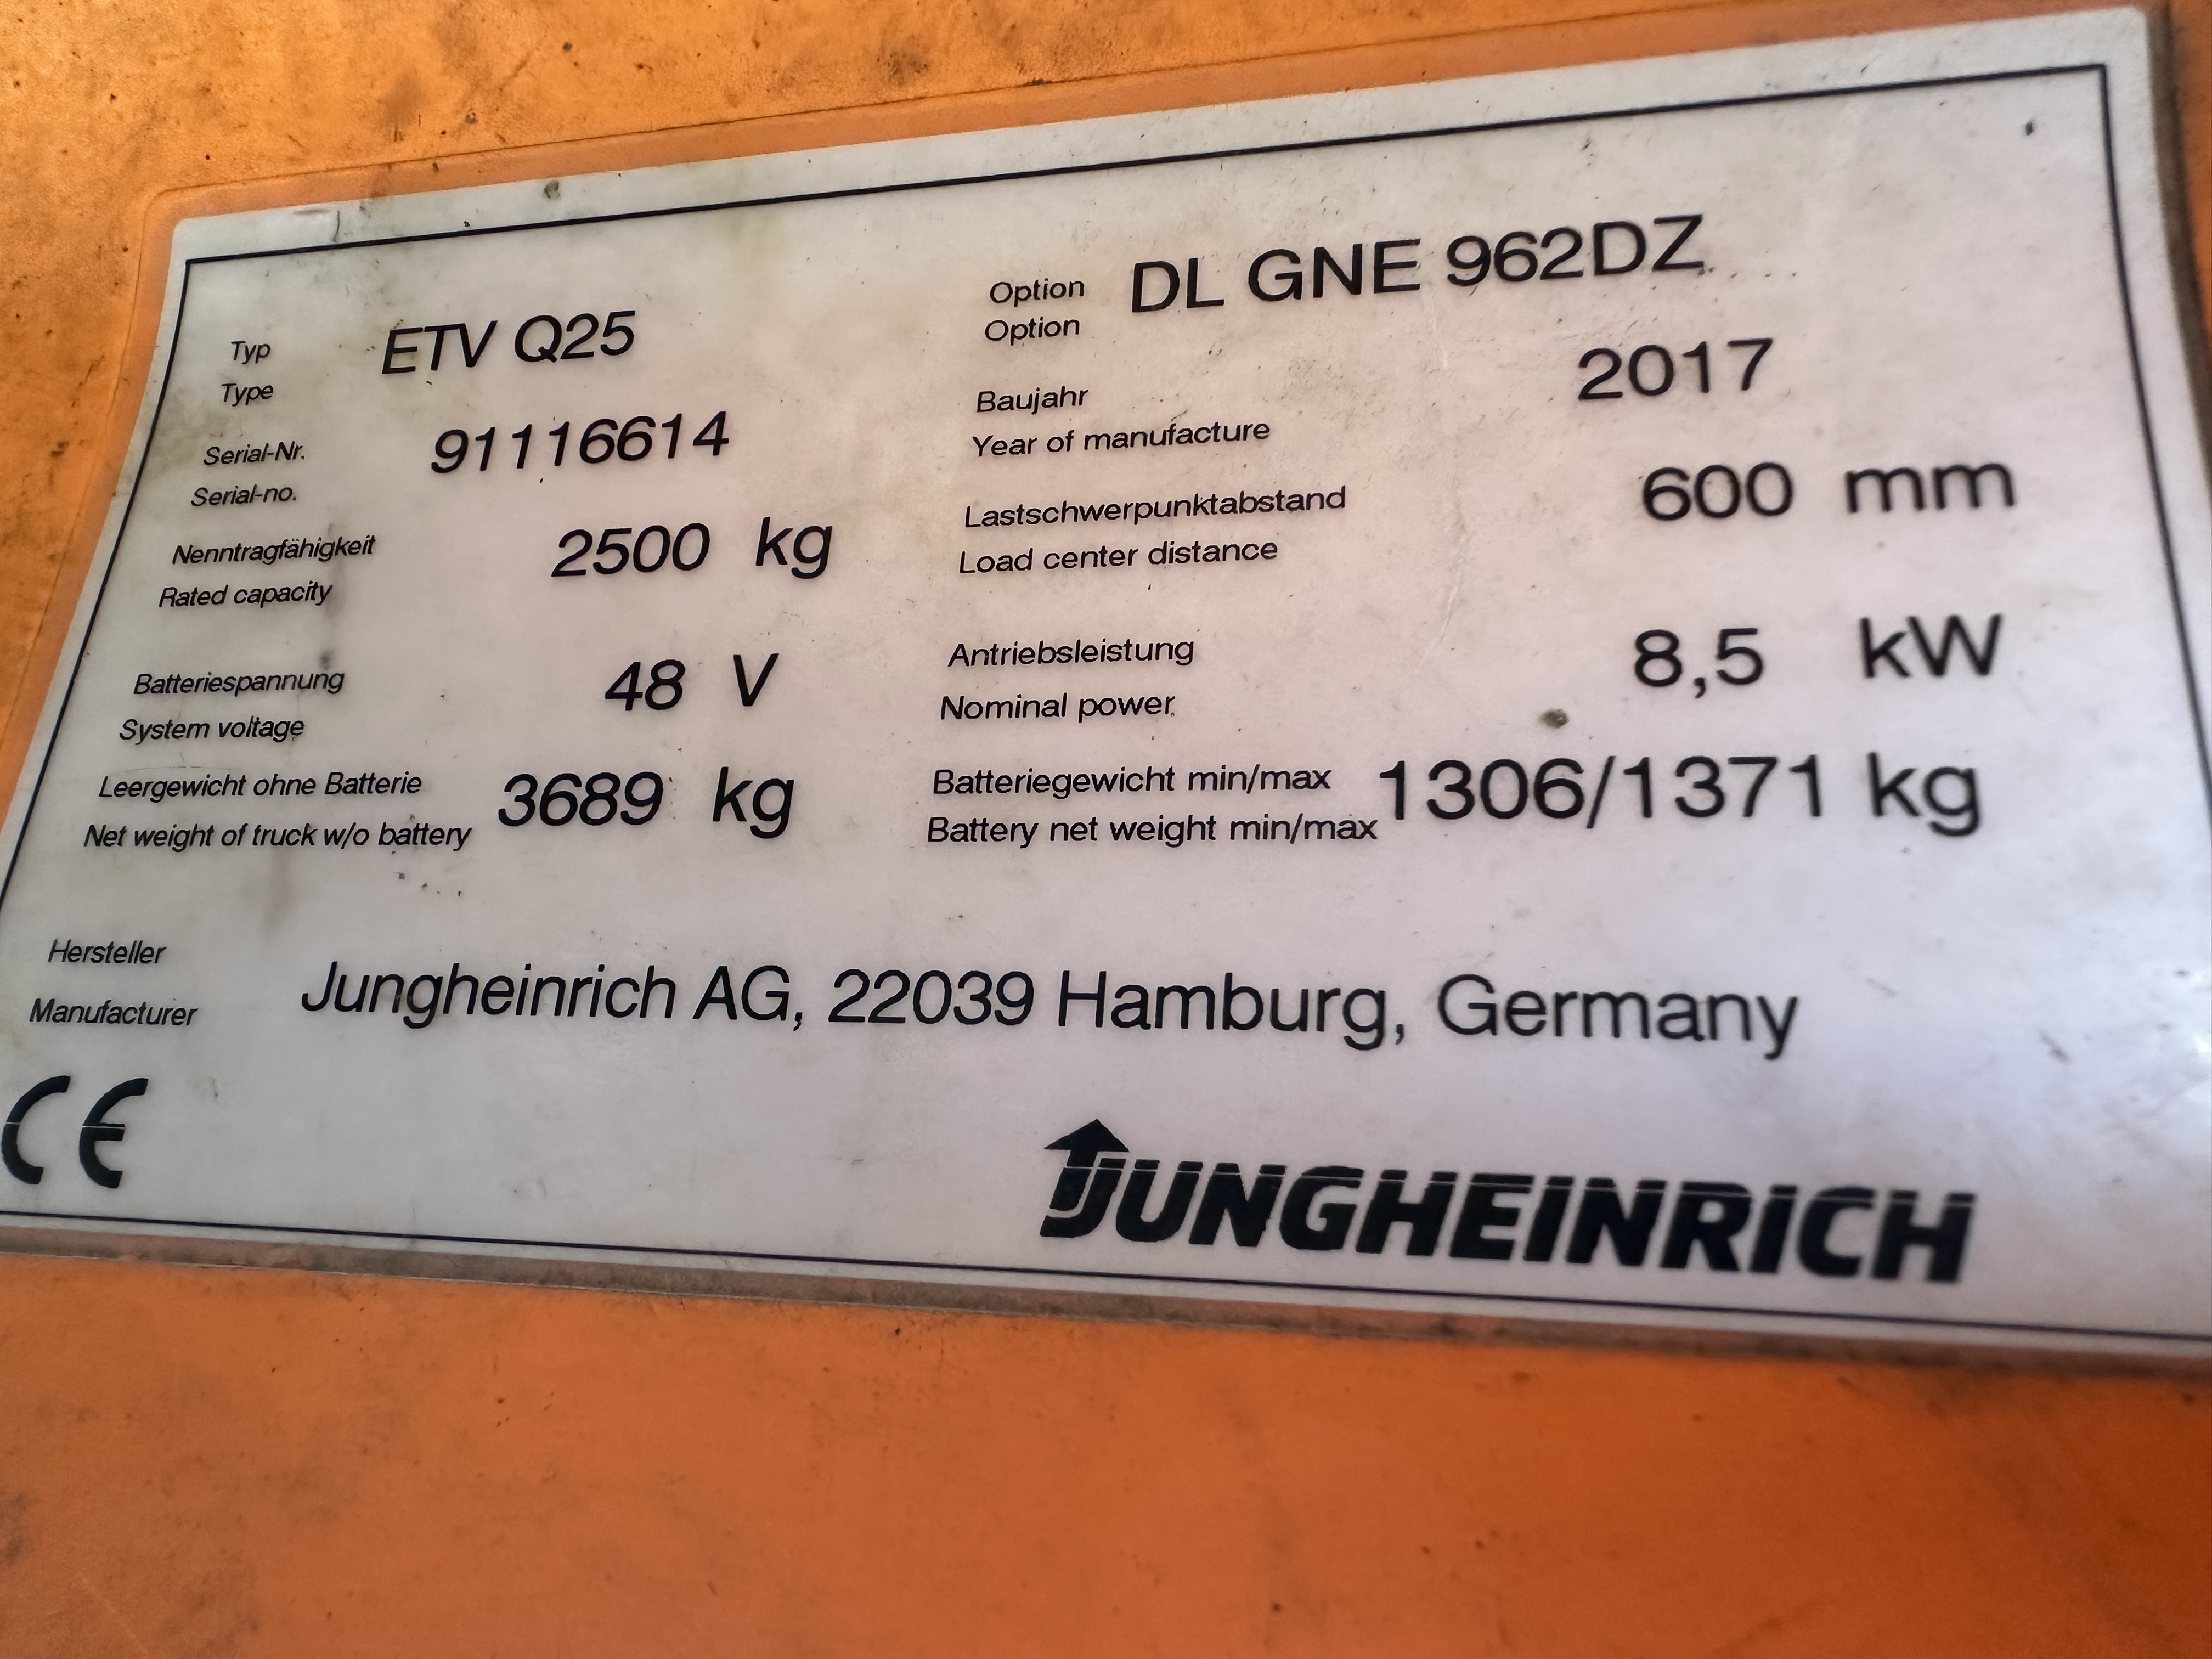 Typ
Type
ETV Q25
Option
Option
DL GNE 962DZ
Serial-Nr.
Serial-no.
91116614
Baujahr
Year of manufacture
2017
Nenntragfähigkeit
Rated capacity
2500 kg
Lastschwerpunktabstand
Load center distance
600 mm
Batteriespannung
System voltage
48 V
Antriebsleistung
Nominal power
8,5 kW
Leergewicht ohne Batterie
Net weight of truck w/o battery
3689 kg
Batteriegewicht min/max
Battery net weight min/max
1306/1371 kg
Hersteller
Manufacturer
Jungheinrich AG, 22039 Hamburg, Germany
CE
JUNGHEINRICH